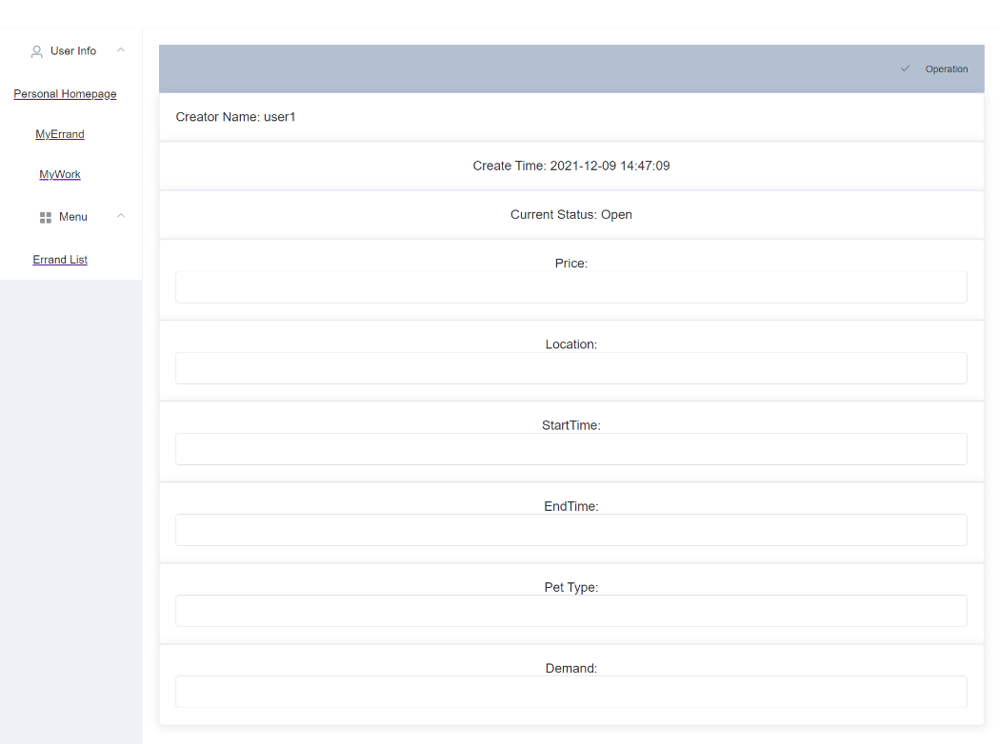 User Info
Personal Homepage
MyErrand
MyWork
Menu
Errand List
Operation
Creator Name: user1
Create Time: 2021-12-09 14:47:09
Current Status: Open
Price:
Location:
StartTime:
EndTime:
Pet Type:
Demand: